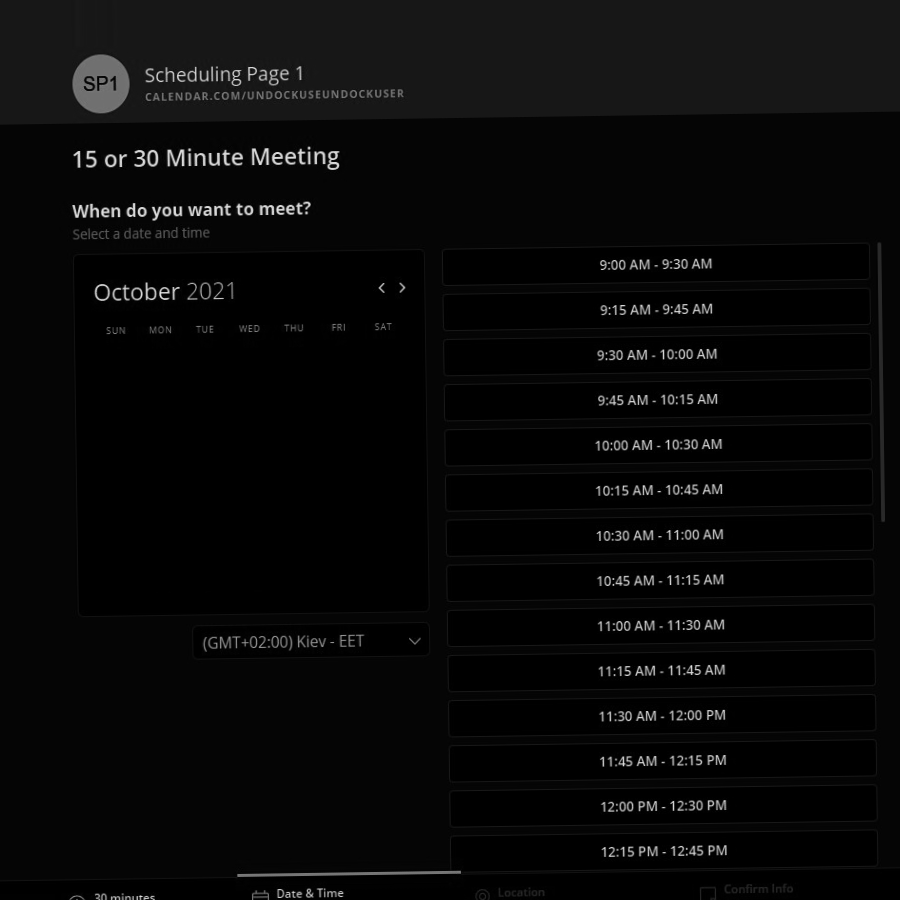 SP1
Scheduling Page 1
CALENDAR.COM/UNDOCKUSEUNDOCKUSER
15 or 30 Minute Meeting
When do you want to meet?
Select a date and time
October 2021
SUN MON TUE WED THU FRI SAT
(GMT+02:00) Kiev - EET
9:00 AM - 9:30 AM
9:15 AM - 9:45 AM
9:30 AM - 10:00 AM
9:45 AM - 10:15 AM
10:00 AM - 10:30 AM
10:15 AM - 10:45 AM
10:30 AM - 11:00 AM
10:45 AM - 11:15 AM
11:00 AM - 11:30 AM
11:15 AM - 11:45 AM
11:30 AM - 12:00 PM
11:45 AM - 12:15 PM
12:00 PM - 12:30 PM
12:15 PM - 12:45 PM
30 minutes
Date & Time
Location
Confirm Info